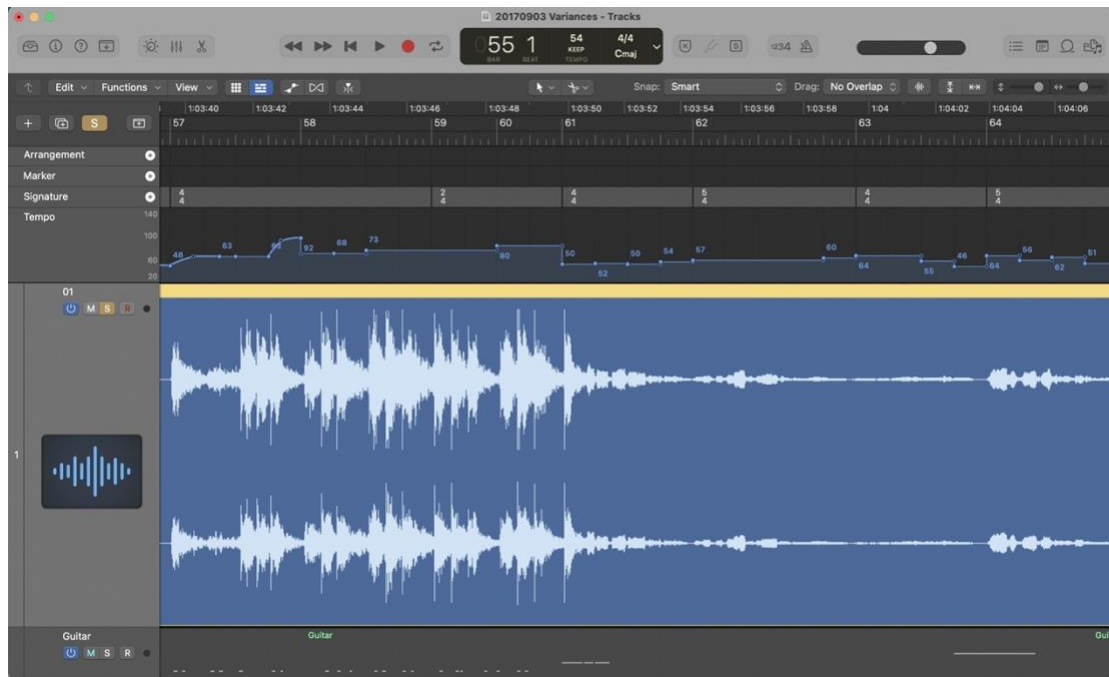 20170903 Variances - Tracks
055 1 54 4/4
KEEP Cmaj
BAR BEAT TEMPO
S 1234
Edit Functions View Snap: Smart Drag: No Overlap
1:03:40 1:03:42 1:03:44 1:03:46 1:03:48 1:03:50 1:03:52 1:03:54 1:03:56 1:03:58 1:04 1:04:02 1:04:04 1:04:06
S 57 58 59 60 61 62 63 64
Arrangement
Marker
Signature 4/4 2/4 4/4 5/4 4/4 5/4
Tempo 140
100
60
20
48 63 92 68 73 80 50 52 50 54 57 60 64 55 46 64 56 62 61
01
M S R
1
Guitar Guitar Gui
M S R